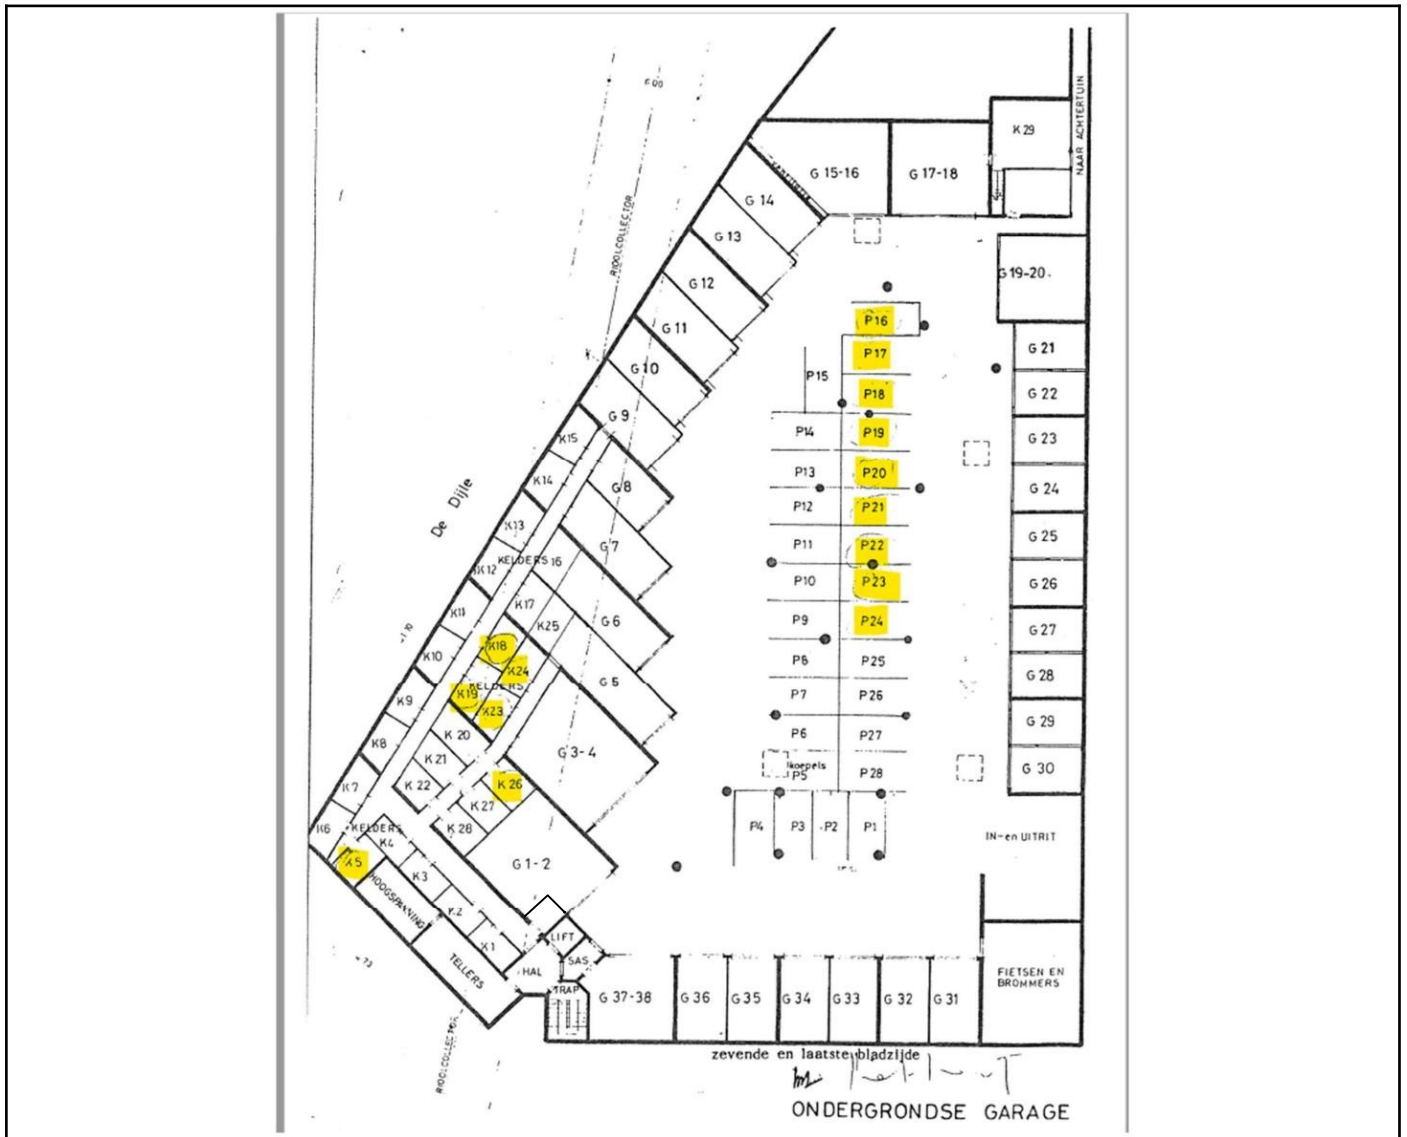 6.00
K 29
NAAR ACHTERTUIN
G 15-16
G 17-18
G 14
RIOOLCOLLECTOR
G 13
G 19-20
G 12
P16
G 11
G 21
P17
G 10
P15
G 22
P18
G 9
P14
P19
G 23
K15
P13
P20
K14
G 8
G 24
De Dijle
P12
P21
K13
G 7
P11
P22
G 25
K12
KELDERS 16
P10
P23
G 26
K11
K17
K25
G 6
P9
P24
G 27
K10
K18
K24
P8
P25
G 28
KELDERS
G 5
K9
K19
K23
P7
P26
G 29
K8
K 20
G 3-4
P6
P27
K 21
koepels
P5
P28
G 30
K7
K 22
K 26
K 27
K6
KELDERS
K 28
P4
P3
P2
P1
IN-en UITRIT
K4
K5
K3
G 1-2
HOOGSPANNING
K2
K1
LIFT
TELLERS
HAL
SAS
TRAP
G 37-38
G 36
G 35
G 34
G 33
G 32
G 31
FIETSEN EN
BROMMERS
RIOOLCOLLECTOR
zevende en laatste bladzijde
ONDERGRONDSE GARAGE